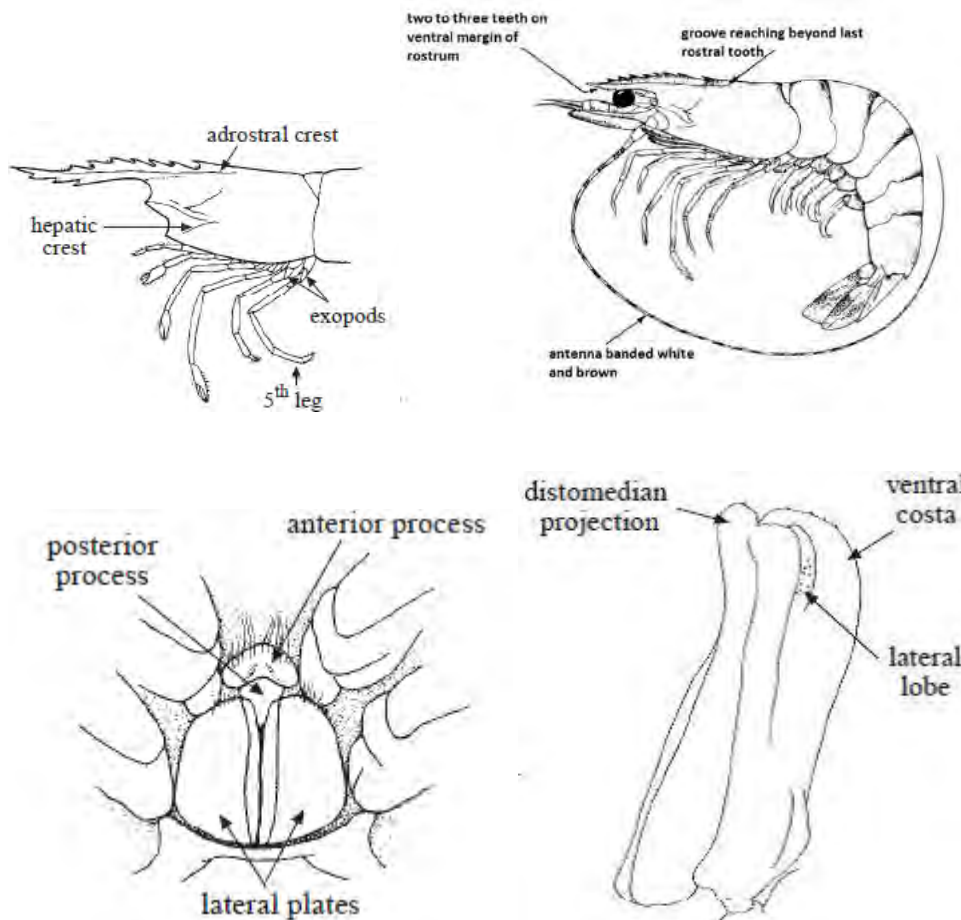 two to three teeth on
ventral margin of
rostrum
groove reaching beyond last
rostral tooth
adrostral crest
hepatic
crest
exopods
5th leg
antenna banded white
and brown
anterior process
posterior
process
lateral plates
distomedian
projection
ventral
costa
lateral
lobe